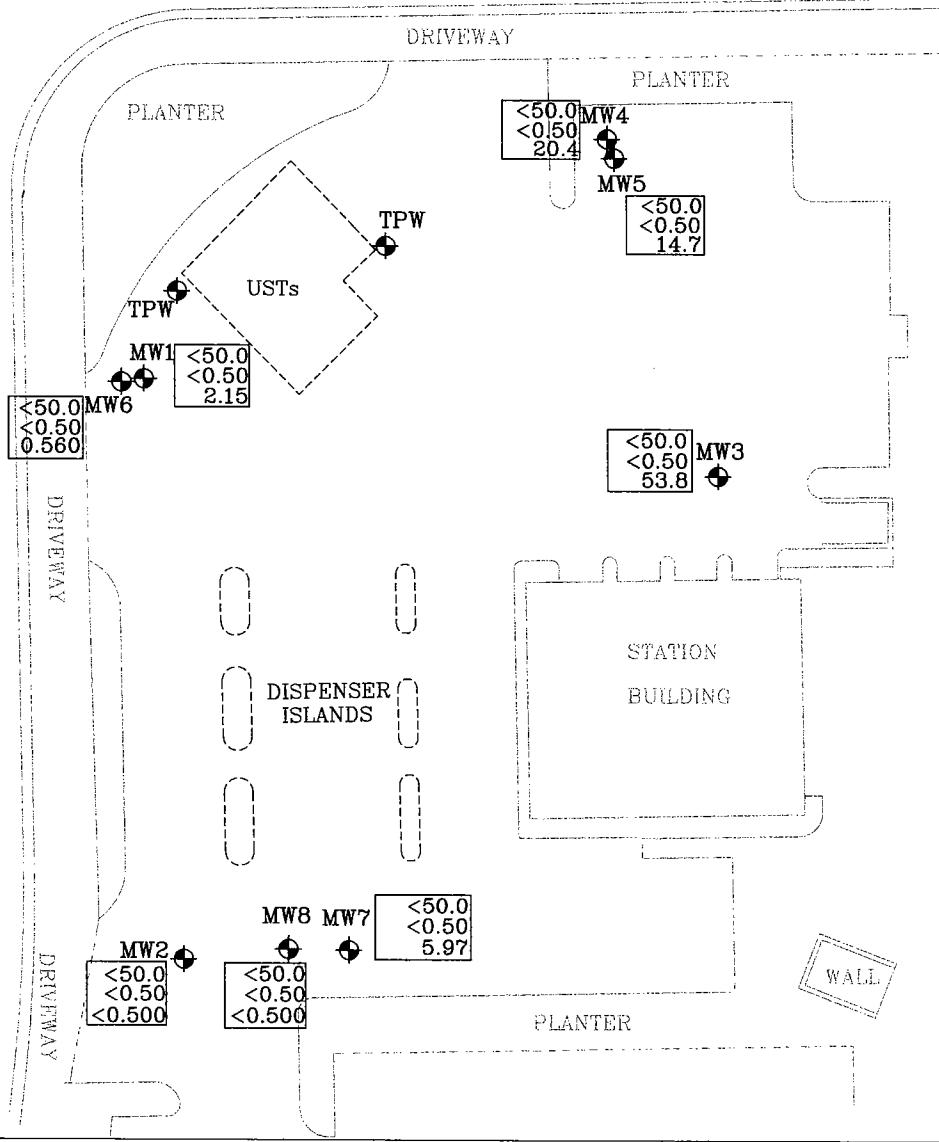 DRIVEWAY
PLANTER
PLANTER
<50.0
<0.50
20.4
MW4
MW5
<50.0
<0.50
14.7
TPW
USTs
TPW
MW1
<50.0
<0.50
2.15
MW6
<50.0
<0.50
0.560
<50.0
<0.50
53.8
MW3
DRIVEWAY
STATION
BUILDING
DISPENSER
ISLANDS
<50.0
<0.50
5.97
MW8
MW7
MW2
<50.0
<0.50
<0.500
<50.0
<0.50
<0.500
DRIVEWAY
WALL
PLANTER